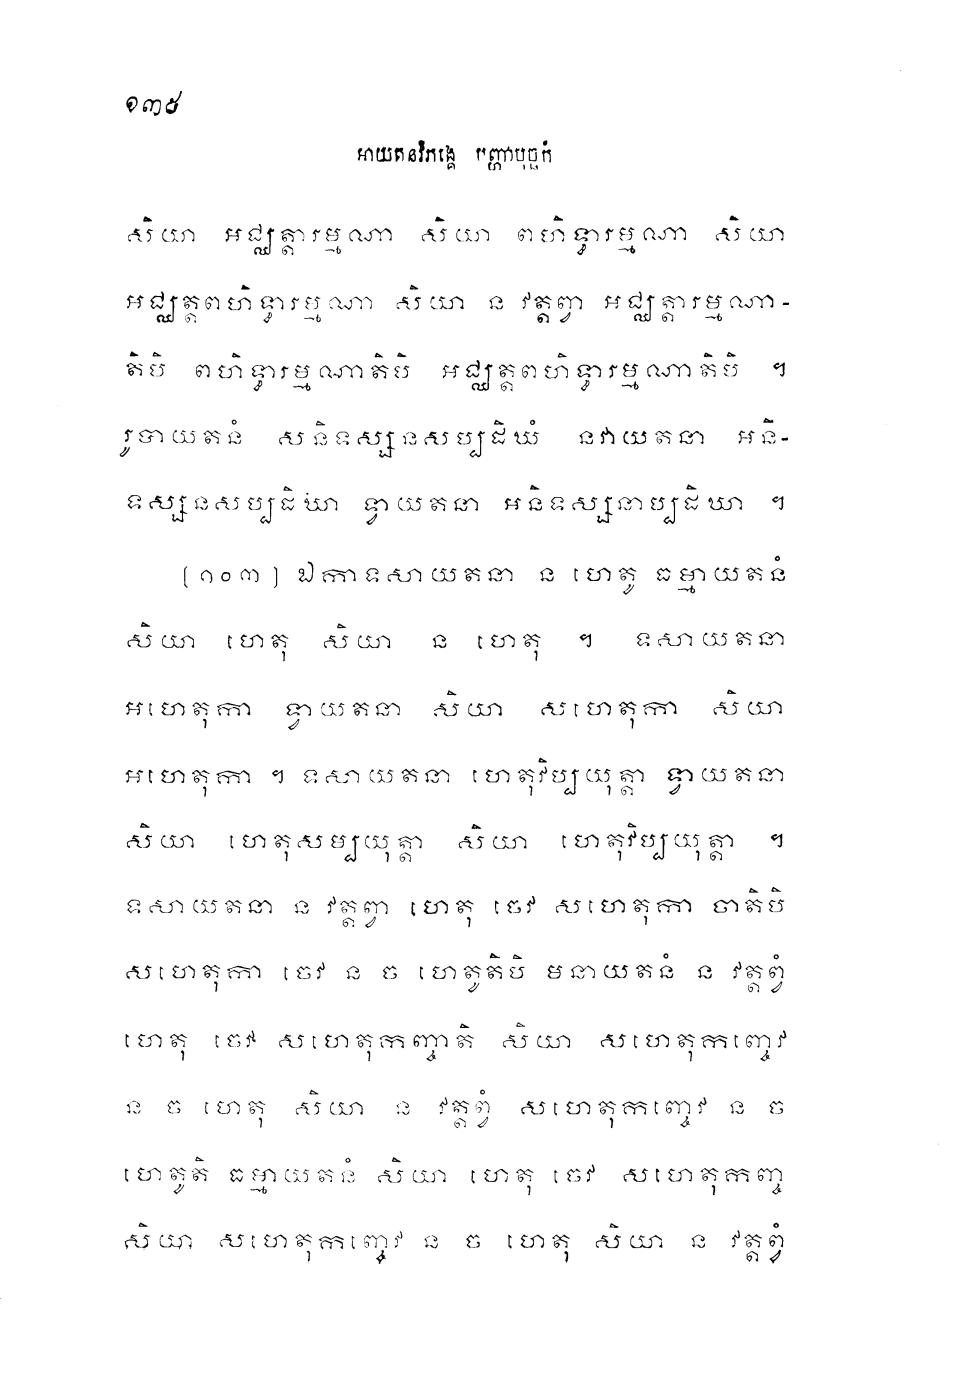 ១៣៥
អាយតនវិភង្គេ បញ្ហាបុច្ឆកំ
សិយា អជ្ឈត្តារម្មណា សិយា ពហិទ្ធារម្មណា សិយា
អជ្ឈត្តពហិទ្ធារម្មណា សិយា ន វត្តព្វា អជ្ឈត្តារម្មណា-
តិបិ ពហិទ្ធារម្មណាតិបិ អជ្ឈត្តពហិទ្ធារម្មណាតិបិ ។
រូបាយតនំ សនិទស្សនសប្បដិឃំ នវាយតនា អនិ-
ទស្សនសប្បដិឃា ទ្វាយតនា អនិទស្សនាប្បដិឃា ។
[១០៣] ឯកាទសាយតនា ន ហេតូ ធម្មាយតនំ
សិយា ហេតុ សិយា ន ហេតុ ។ ទសាយតនា
អហេតុកា ទ្វាយតនា សិយា សហេតុកា សិយា
អហេតុកា ។ ទសាយតនា ហេតុវិប្បយុត្តា ទ្វាយតនា
សិយា ហេតុសម្បយុត្តា សិយា ហេតុវិប្បយុត្តា ។
ទសាយតនា ន វត្តព្វា ហេតុ ចេវ សហេតុកា ចាតិបិ
សហេតុកា ចេវ ន ច ហេតូតិបិ មនាយតនំ ន វត្តព្វំ
ហេតុ ចេវ សហេតុកញ្ចាតិ សិយា សហេតុកញ្ចេវ
ន ច ហេតុ សិយា ន វត្តព្វំ សហេតុកញ្ចេវ ន ច
ហេតូតិ ធម្មាយតនំ សិយា ហេតុ ចេវ សហេតុកញ្ច
សិយា សហេតុកញ្ចេវ ន ច ហេតុ សិយា ន វត្តព្វំ